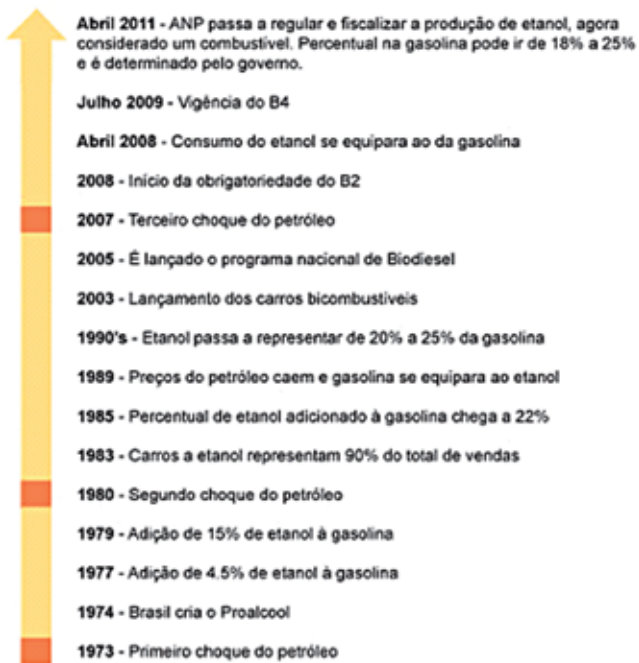 Abril 2011 - ANP passa a regular e fiscalizar a produção de etanol, agora
considerado um combustível. Percentual na gasolina pode ir de 18% a 25%
e é determinado pelo governo.
Julho 2009 - Vigência do B4
Abril 2008 - Consumo do etanol se equipara ao da gasolina
2008 - Início da obrigatoriedade do B2
2007 - Terceiro choque do petróleo
2005 - É lançado o programa nacional de Biodiesel
2003 - Lançamento dos carros bicombustíveis
1990's - Etanol passa a representar de 20% a 25% da gasolina
1989 - Preços do petróleo caem e gasolina se equipara ao etanol
1985 - Percentual de etanol adicionado à gasolina chega a 22%
1983 - Carros a etanol representam 90% do total de vendas
1980 - Segundo choque do petróleo
1979 - Adição de 15% de etanol à gasolina
1977 - Adição de 4.5% de etanol à gasolina
1974 - Brasil cria o Proalcool
1973 - Primeiro choque do petróleo